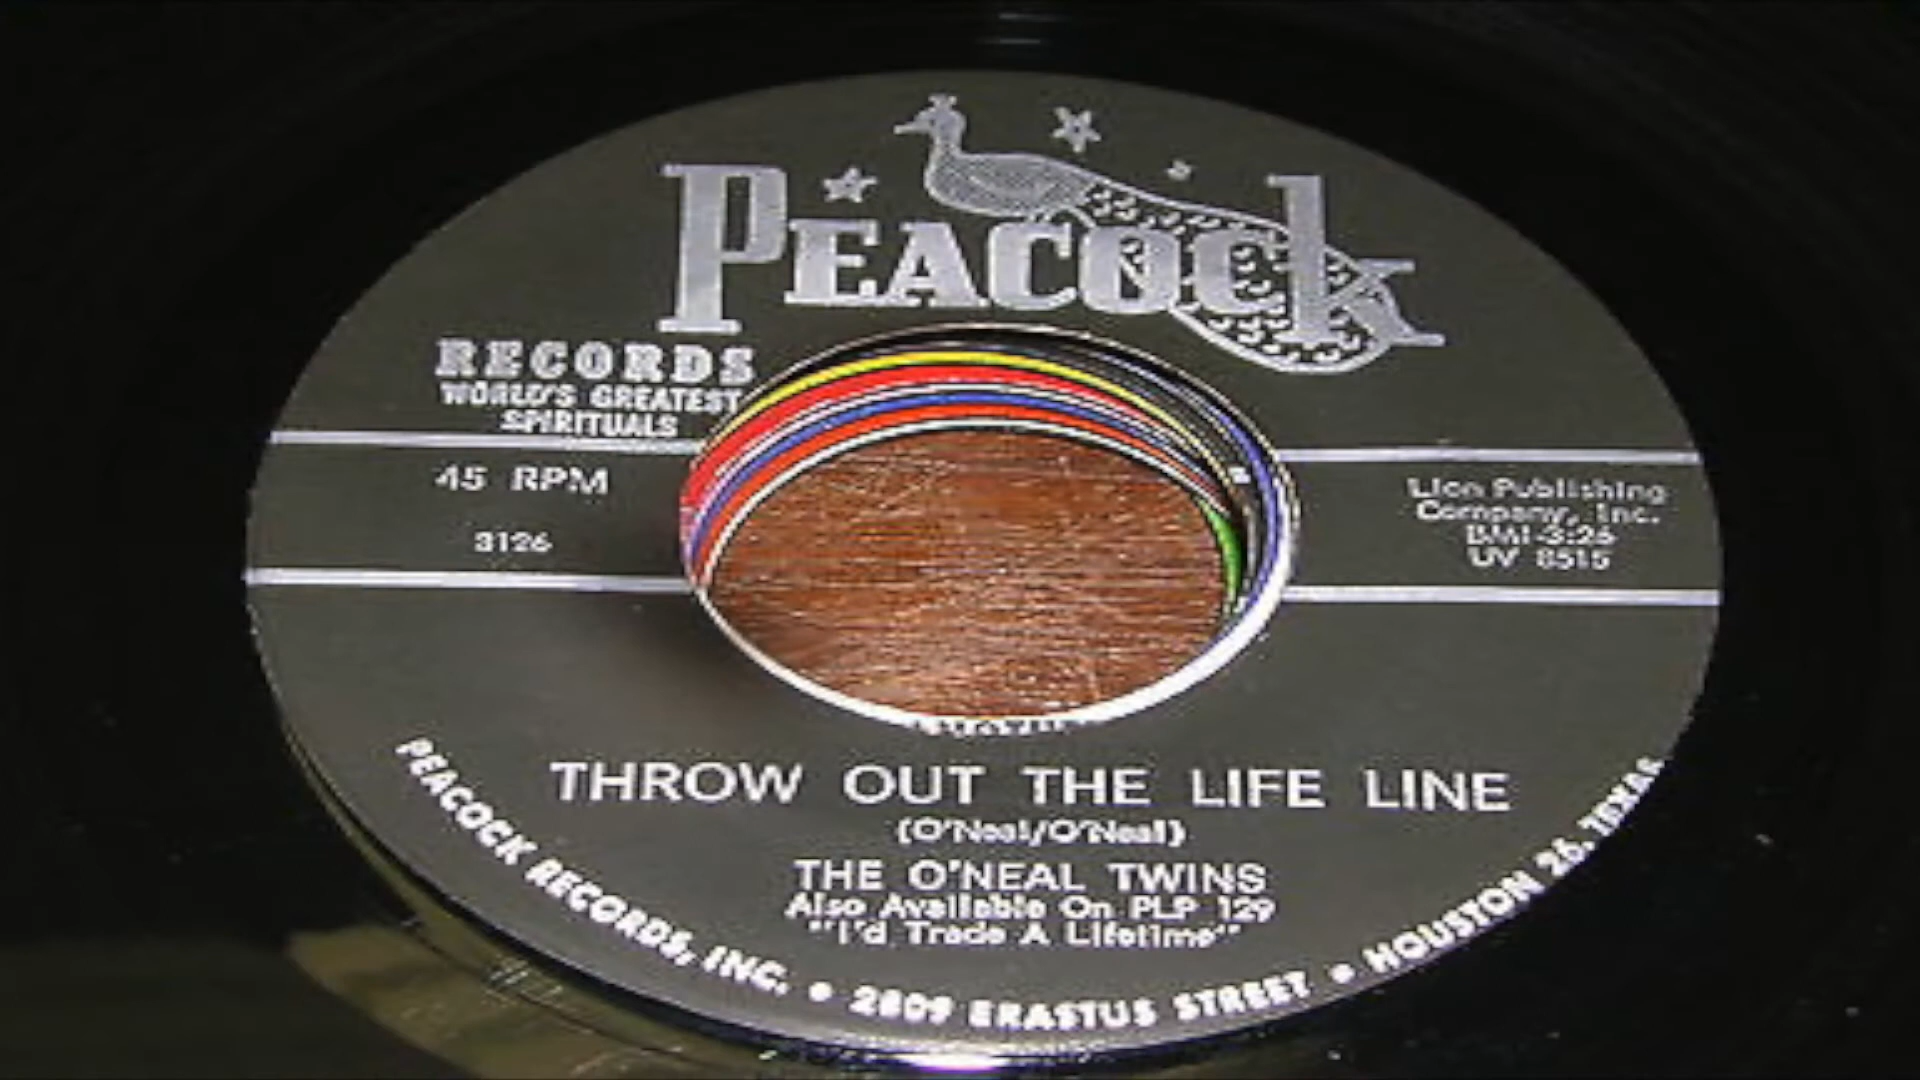 PEACOCK
RECORDS
WORLD'S GREATEST
SPIRITUALS
45 RPM
3126
Lion Publishing
Company, Inc.
BMI-3:26
UV 8515
THROW OUT THE LIFE LINE
(O'Neal/O'Neal)
THE O'NEAL TWINS
Also Available On PLP 129
"I'd Trade A Lifetime"
PEACOCK RECORDS, INC. • 2809 ERASTUS STREET • HOUSTON 26, TEXAS